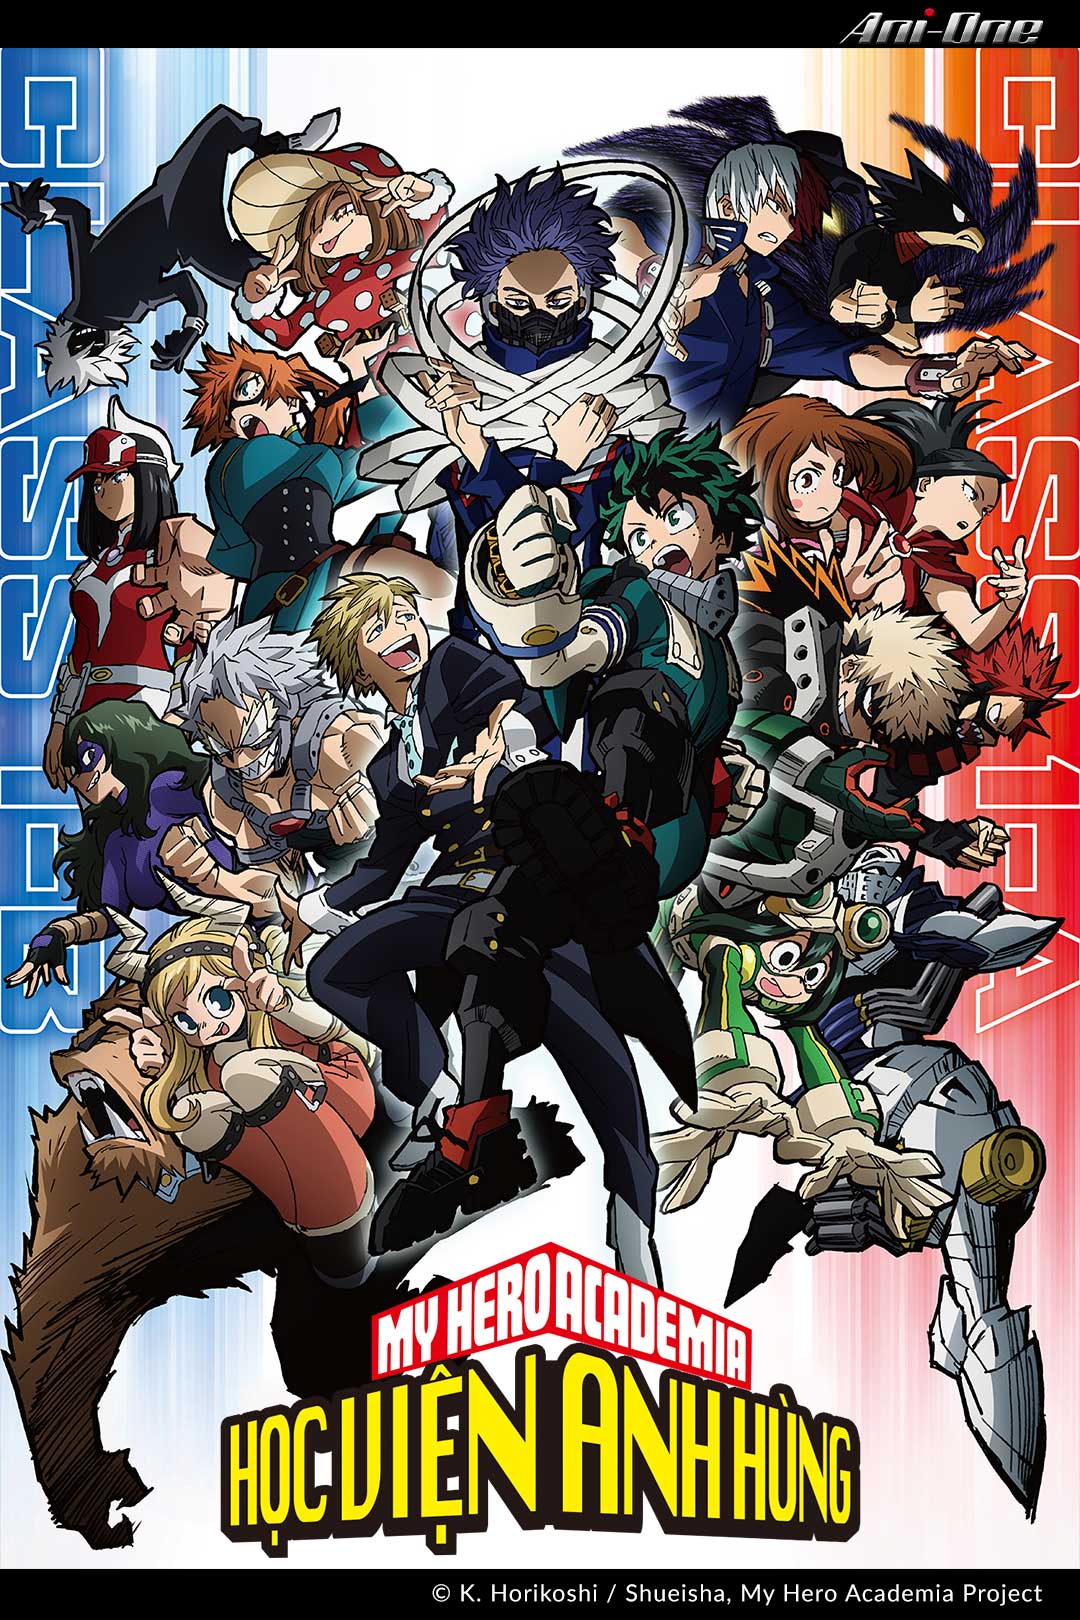 Ani-One
CLASS 1-B
CLASS 1-A
MY HERO ACADEMIA
HỌC VIỆN ANH HÙNG
© K. Horikoshi / Shueisha, My Hero Academia Project